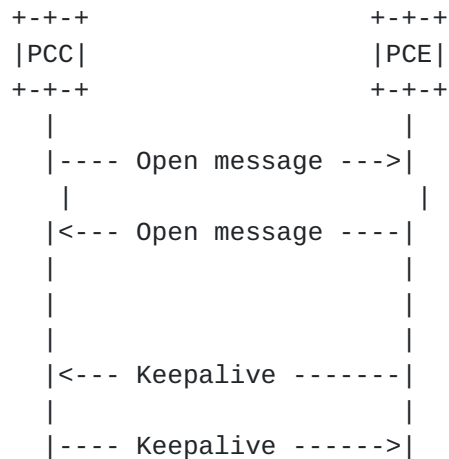 +-+-+                 +-+-+
|PCC|                 |PCE|
+-+-+                 +-+-+
  |                     |
  |---- Open message --->|
   |                     |
  |<--- Open message ----|
  |                     |
  |                     |
  |                     |
  |<--- Keepalive -------|
  |                     |
  |---- Keepalive ------>|